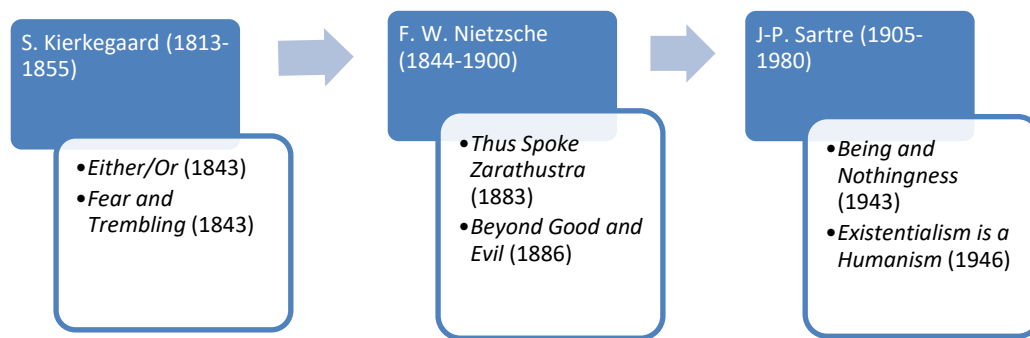 S. Kierkegaard (1813-
1855)
•Either/Or (1843)
•Fear and
Trembling (1843)
F. W. Nietzsche
(1844-1900)
•Thus Spoke
Zarathustra
(1883)
•Beyond Good and
Evil (1886)
J-P. Sartre (1905-
1980)
•Being and
Nothingness
(1943)
•Existentialism is a
Humanism (1946)